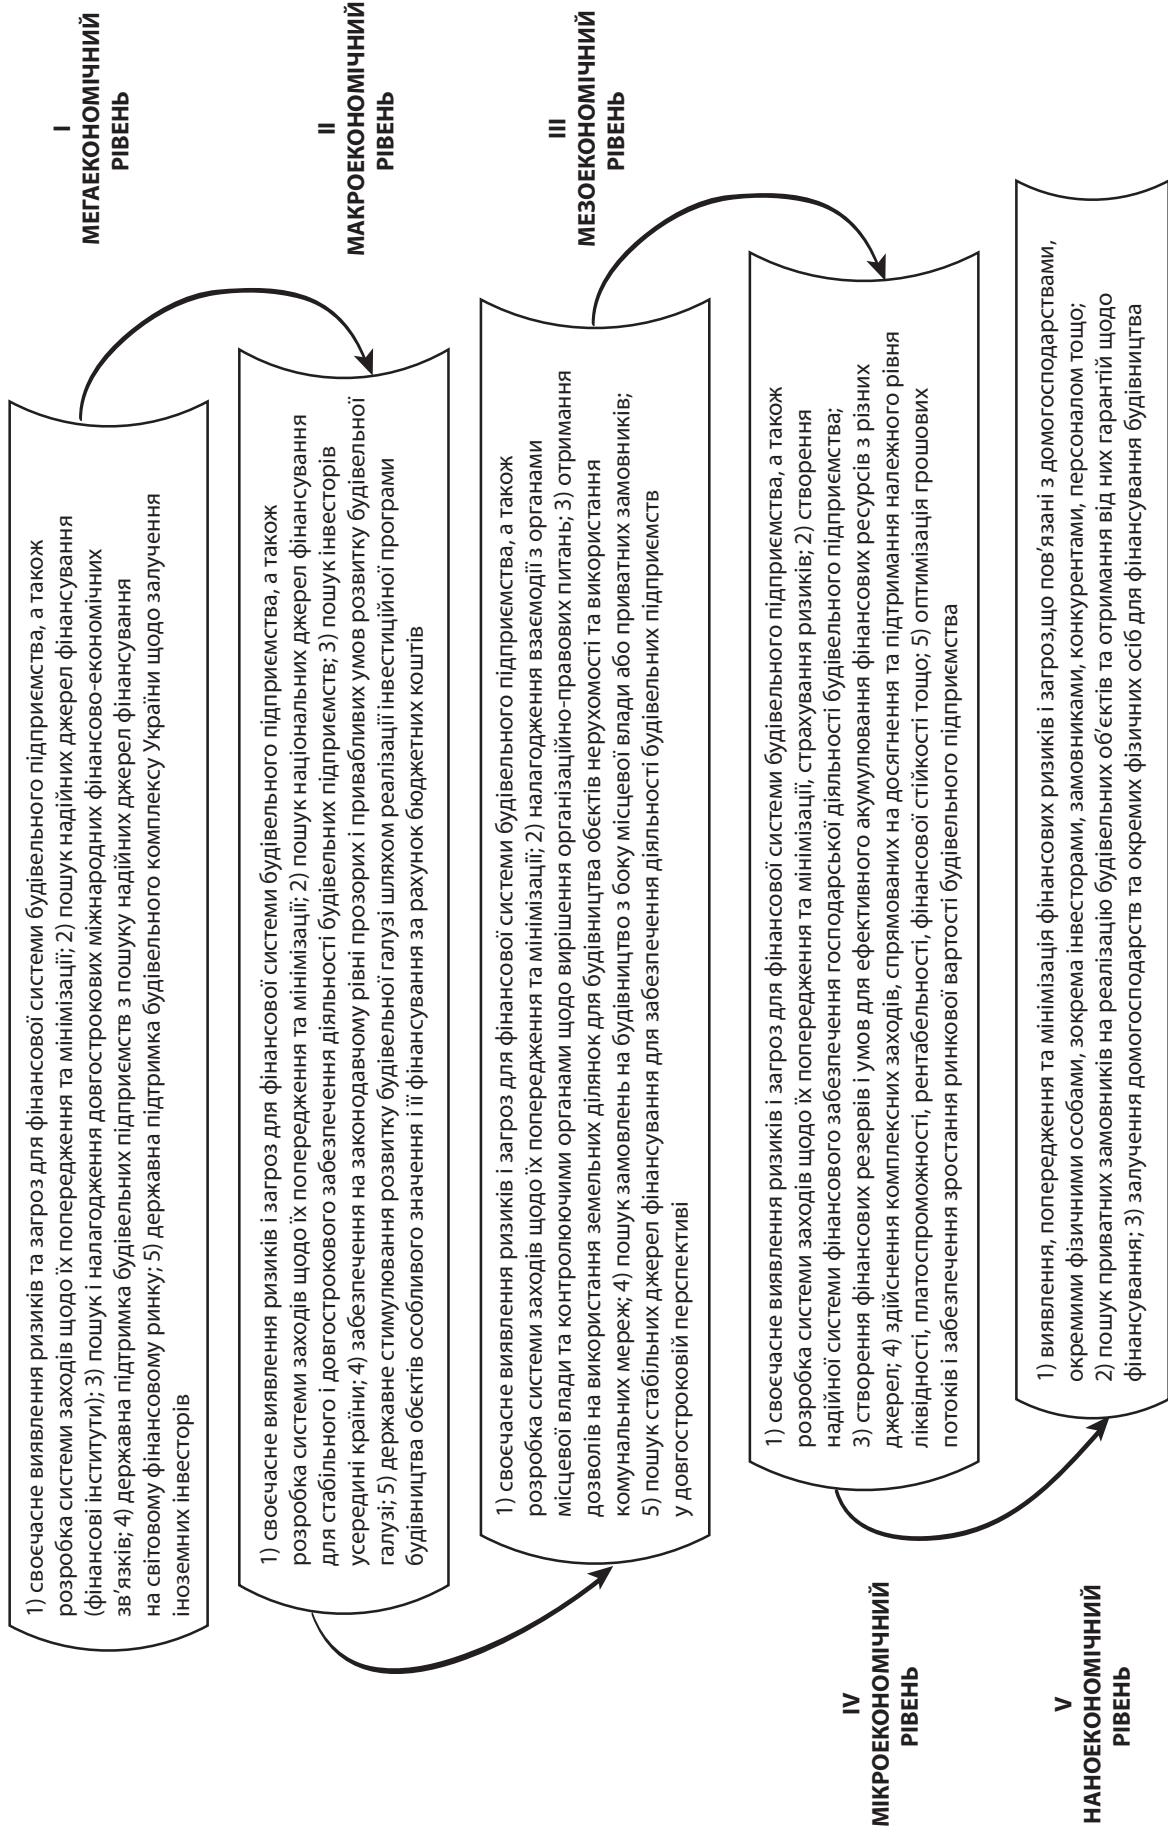 І
МЕГАЕКОНОМІЧНИЙ
РІВЕНЬ
1) своєчасне виявлення ризиків та загроз для фінансової системи будівельного підприємства, а також
розробка системи заходів щодо їх попередження та мінімізації; 2) пошук надійних джерел фінансування
(фінансові інститути); 3) пошук і налагодження довгострокових міжнародних фінансово-економічних
зв’язків; 4) державна підтримка будівельних підприємств з пошуку надійних джерел фінансування
на світовому фінансовому ринку; 5) державна підтримка будівельного комплексу України щодо залучення
іноземних інвесторів
ІІ
МАКРОЕКОНОМІЧНИЙ
РІВЕНЬ
1) своєчасне виявлення ризиків і загроз для фінансової системи будівельного підприємства, а також
розробка системи заходів щодо їх попередження та мінімізації; 2) пошук національних джерел фінансування
для стабільного і довгострокового забезпечення діяльності будівельних підприємств; 3) пошук інвесторів
усередині країни; 4) забезпечення на законодавчому рівні прозорих і привабливих умов розвитку будівельної
галузі; 5) державне стимулювання розвитку будівельної галузі шляхом реалізації інвестиційної програми
будівництва обєктів особливого значення і її фінансування за рахунок бюджетних коштів
ІІІ
МЕЗОЕКОНОМІЧНИЙ
РІВЕНЬ
1) своєчасне виявлення ризиків і загроз для фінансової системи будівельного підприємства, а також
розробка системи заходів щодо їх попередження та мінімізації; 2) налагодження взаємодії з органами
місцевої влади та контролюючими органами щодо вирішення організаційно-правових питань; 3) отримання
дозволів на використання земельних ділянок для будівництва обєктів нерухомості та використання
комунальних мереж; 4) пошук замовлень на будівництво з боку місцевої влади або приватних замовників;
5) пошук стабільних джерел фінансування для забезпечення діяльності будівельних підприємств
у довгостроковій перспективі
IV
МІКРОЕКОНОМІЧНИЙ
РІВЕНЬ
1) своєчасне виявлення ризиків і загроз для фінансової системи будівельного підприємства, а також
розробка системи заходів щодо їх попередження та мінімізації, страхування ризиків; 2) створення
надійної системи фінансового забезпечення господарської діяльності будівельного підприємства;
3) створення фінансових резервів і умов для ефективного акумулювання фінансових ресурсів з різних
джерел; 4) здійснення комплексних заходів, спрямованих на досягнення та підтримання належного рівня
ліквідності, платоспроможності, рентабельності, фінансової стійкості тощо; 5) оптимізація грошових
потоків і забезпечення зростання ринкової вартості будівельного підприємства
V
НАНОЕКОНОМІЧНИЙ
РІВЕНЬ
1) виявлення, попередження та мінімізація фінансових ризиків і загроз,що пов’язані з домогосподарствами,
окремими фізичними особами, зокрема інвесторами, замовниками, конкурентами, персоналом тощо;
2) пошук приватних замовників на реалізацію будівельних об’єктів та отримання від них гарантій щодо
фінансування; 3) залучення домогосподарств та окремих фізичних осіб для фінансування будівництва